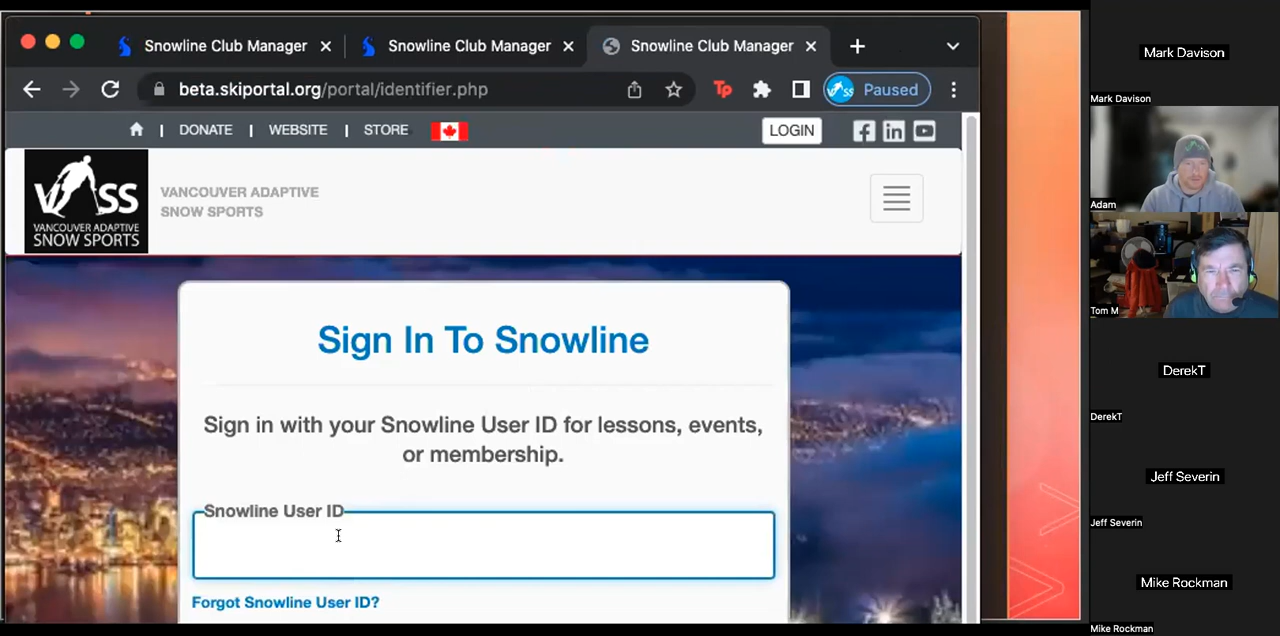 Snowline Club Manager
Snowline Club Manager
Snowline Club Manager
beta.skiportal.org/portal/identifier.php
Tp
VASS
Paused
DONATE | WEBSITE | STORE
LOGIN
VASS
VANCOUVER ADAPTIVE
SNOW SPORTS
VANCOUVER ADAPTIVE
SNOW SPORTS
Sign In To Snowline
Sign in with your Snowline User ID for lessons, events,
or membership.
Snowline User ID
Forgot Snowline User ID?
Mark Davison
Mark Davison
Adam
Tom M
DerekT
DerekT
Jeff Severin
Jeff Severin
Mike Rockman
Mike Rockman